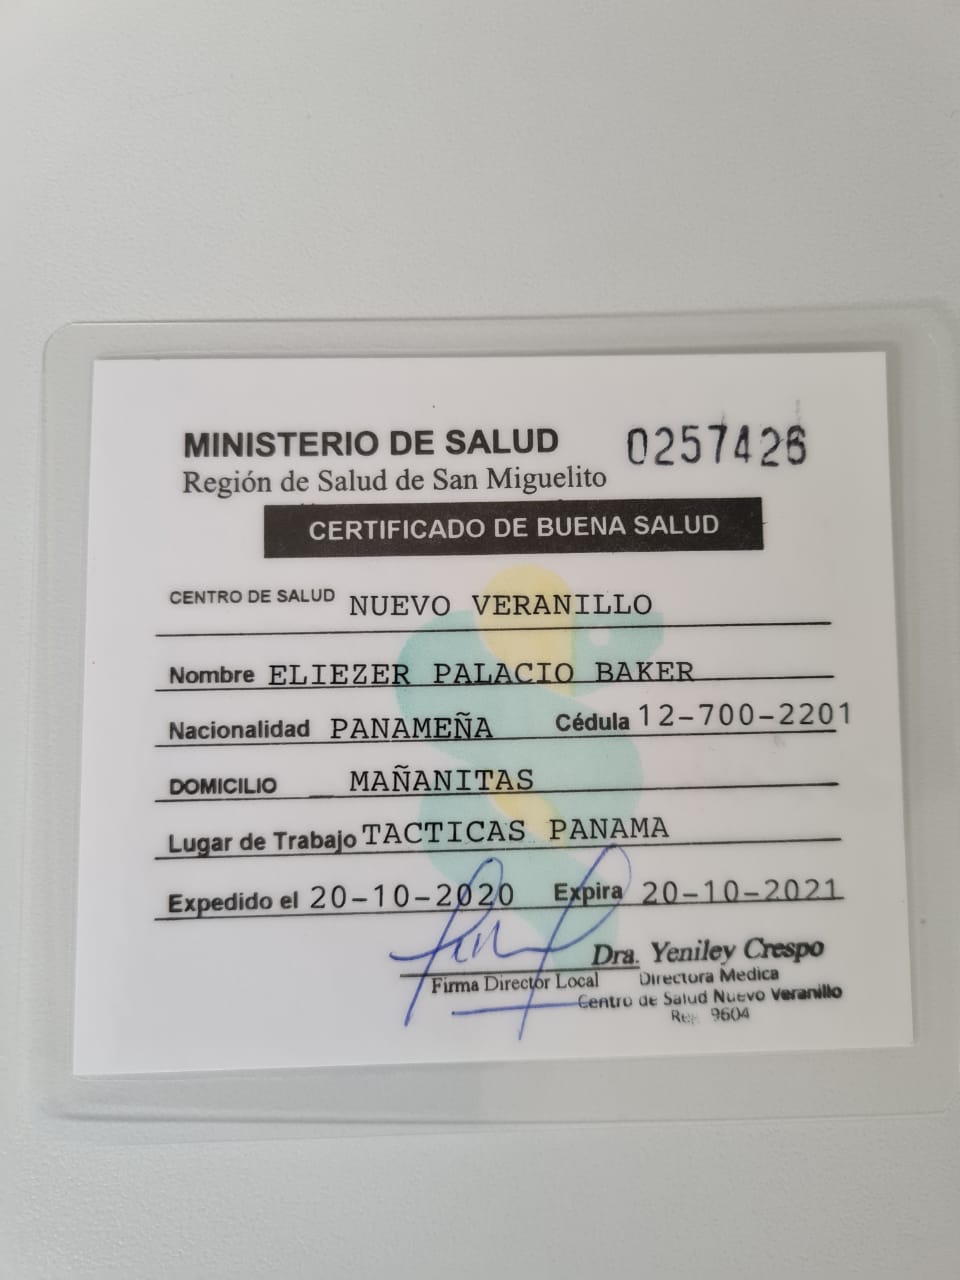 MINISTERIO DE SALUD 0257426
Región de Salud de San Miguelito
CERTIFICADO DE BUENA SALUD
CENTRO DE SALUD NUEVO VERANILLO
Nombre ELIEZER PALACIO BAKER
Nacionalidad PANAMEÑA Cédula 12-700-2201
DOMICILIO MAÑANITAS
Lugar de Trabajo TACTICAS PANAMA
Expedido el 20-10-2020 Expira 20-10-2021
Dra. Yeniley Crespo
Firma Director Local Directora Medica
Centro de Salud Nuevo Veranillo
9604